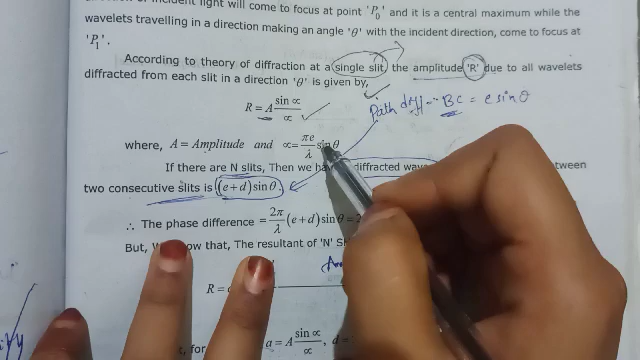 of incident light will come to focus at point 'P₀' and it is a central maximum while the
wavelets travelling in a direction making an angle 'θ' with the incident direction, come to focus at
'P₁'.
According to theory of diffraction at a single slit, the amplitude 'R' due to all wavelets
diffracted from each slit in a direction 'θ' is given by,
R = A sin ∝ / ∝
Path diff BC = e sin θ
where, A = Amplitude and ∝ = πe/λ sin θ
If there are N slits, Then we have diffracted between
two consecutive slits is (e+d) sin θ.
∴ The phase difference = 2π/λ (e+d) sin θ =
But, know that, The resultant of 'N'
R =
for a = A sin ∝ / ∝ , d =